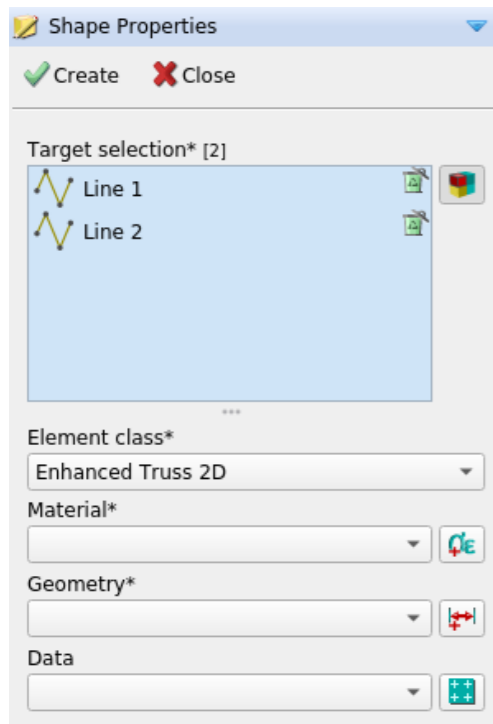 Shape Properties
Create Close
Target selection* [2]
Line 1
Line 2
Element class*
Enhanced Truss 2D
Material*
Geometry*
Data